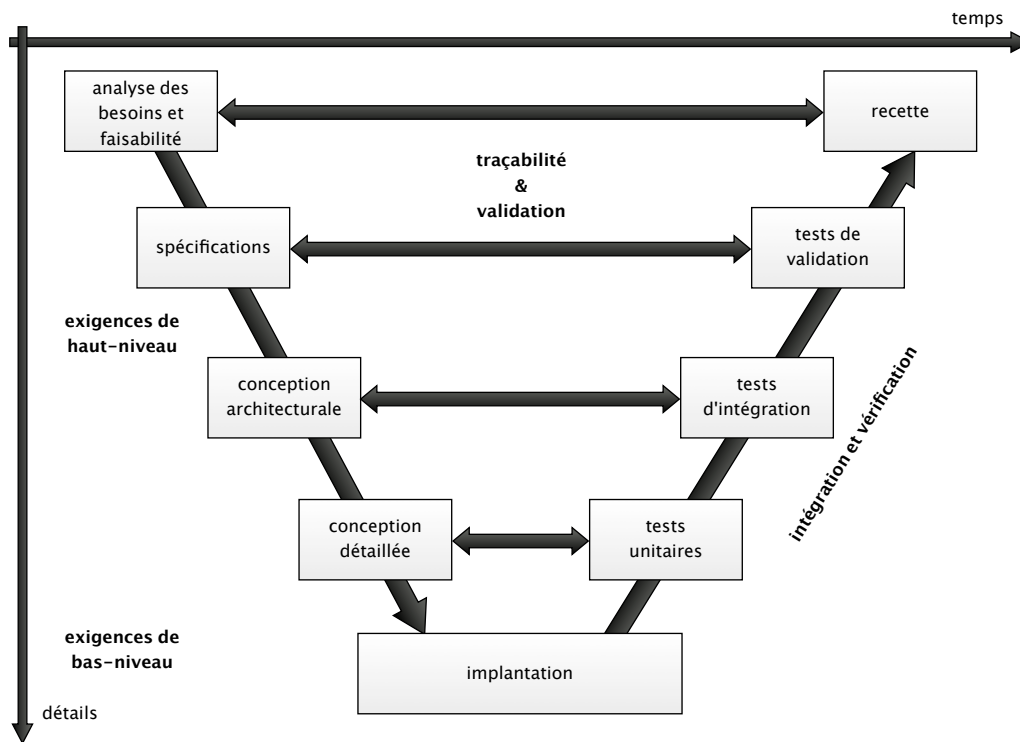 temps
analyse des
besoins et
faisabilité
recette
traçabilité
&
validation
spécifications
tests de
validation
exigences de
haut-niveau
conception
architecturale
tests
d'intégration
intégration et vérification
conception
détaillée
tests
unitaires
exigences de
bas-niveau
implantation
détails